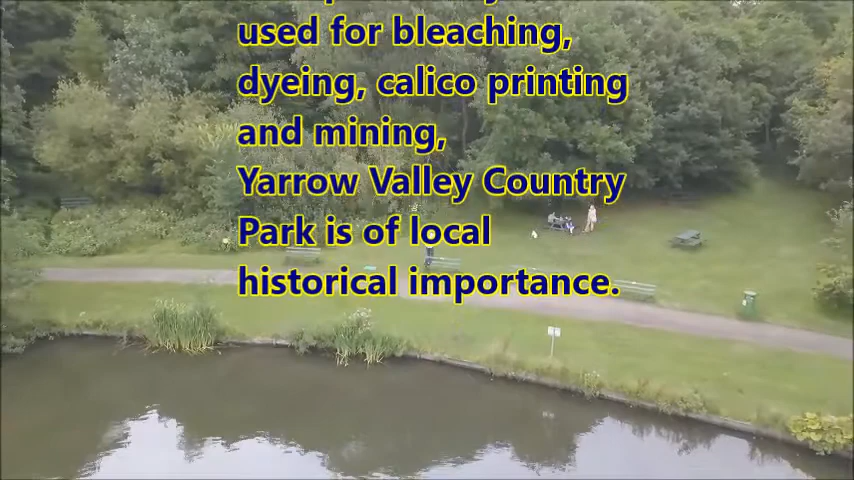 used for bleaching,
dyeing, calico printing
and mining,
Yarrow Valley Country
Park is of local
historical importance.